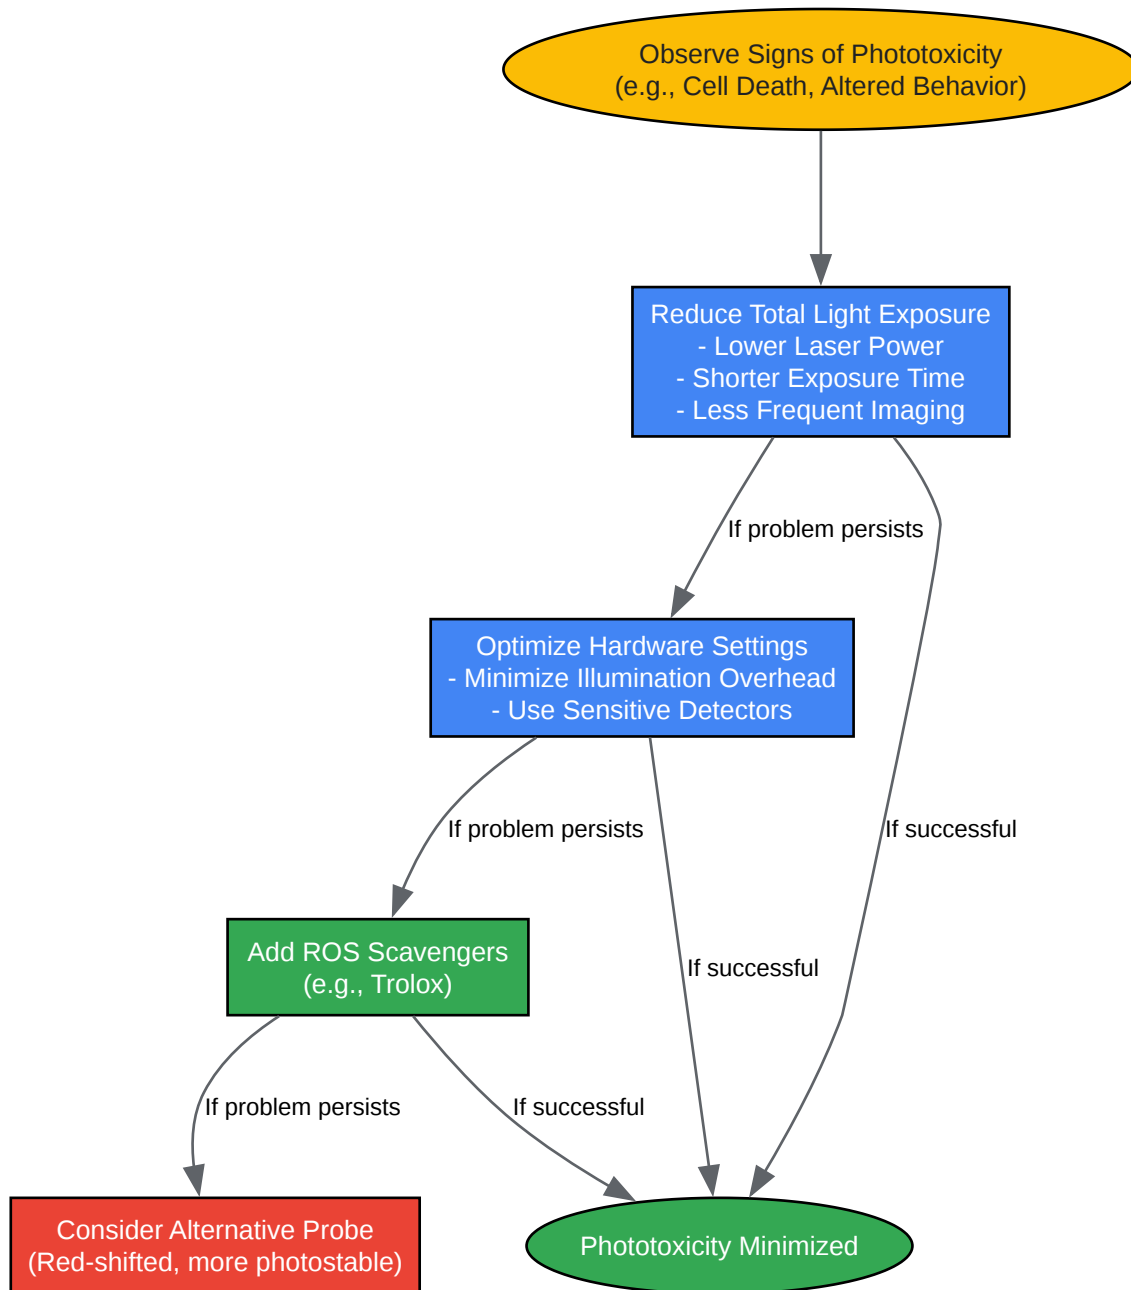 Observe Signs of Phototoxicity
(e.g., Cell Death, Altered Behavior)
Reduce Total Light Exposure
- Lower Laser Power
- Shorter Exposure Time
- Less Frequent Imaging
If problem persists
Optimize Hardware Settings
- Minimize Illumination Overhead
- Use Sensitive Detectors
If problem persists
If successful
Add ROS Scavengers
(e.g., Trolox)
If successful
If problem persists
If successful
Consider Alternative Probe
(Red-shifted, more photostable)
Phototoxicity Minimized